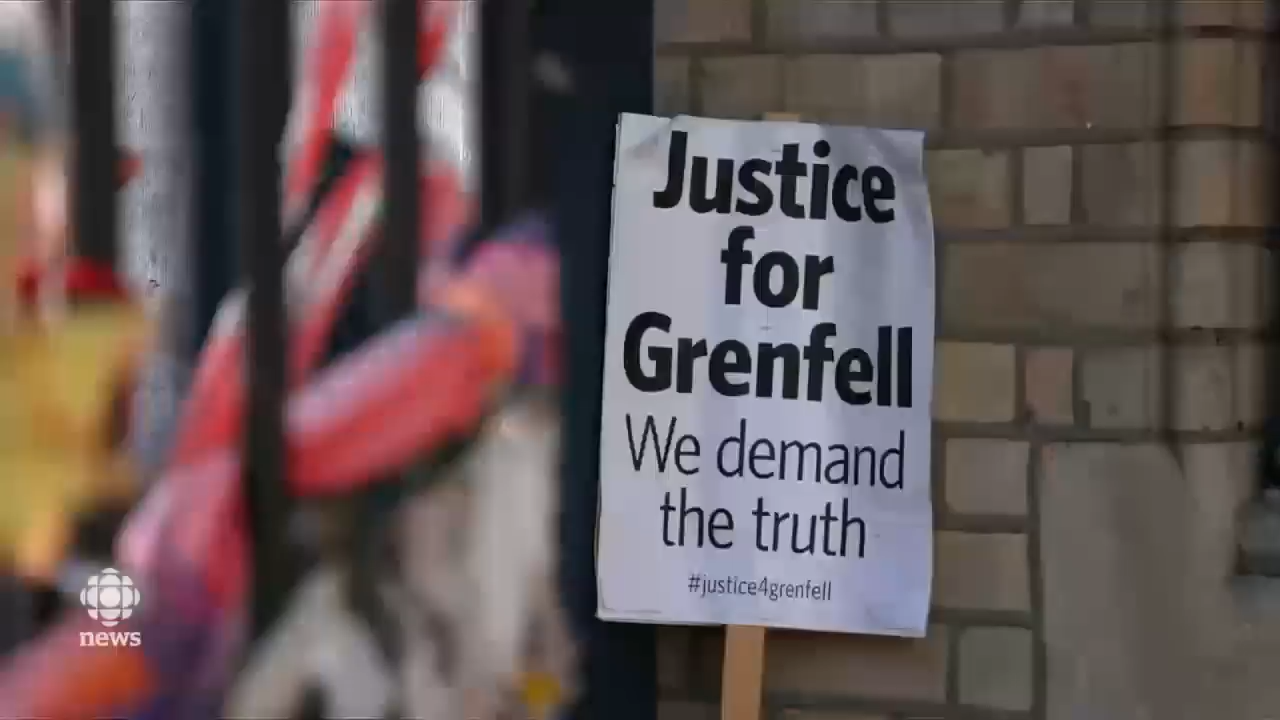 Justice
for
Grenfell
We demand
the truth
#justice4grenfell
news